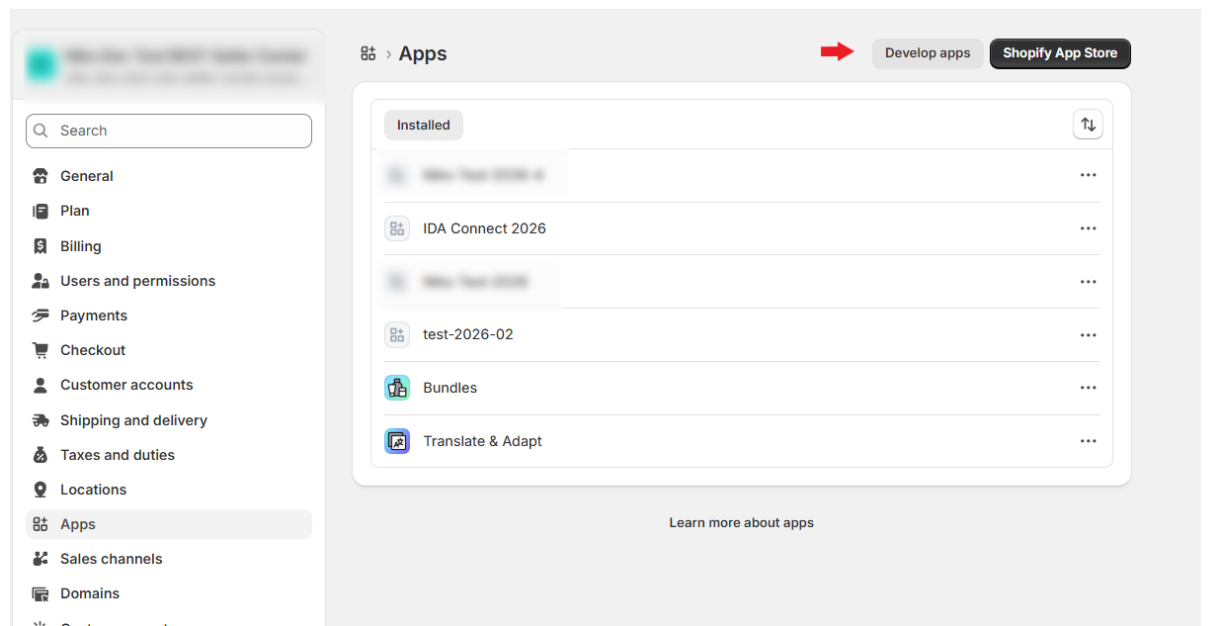 Apps
Develop apps
Shopify App Store
Search
General
Plan
Billing
Users and permissions
Payments
Checkout
Customer accounts
Shipping and delivery
Taxes and duties
Locations
Apps
Sales channels
Domains
Installed
IDA Connect 2026
test-2026-02
Bundles
Translate & Adapt
Learn more about apps